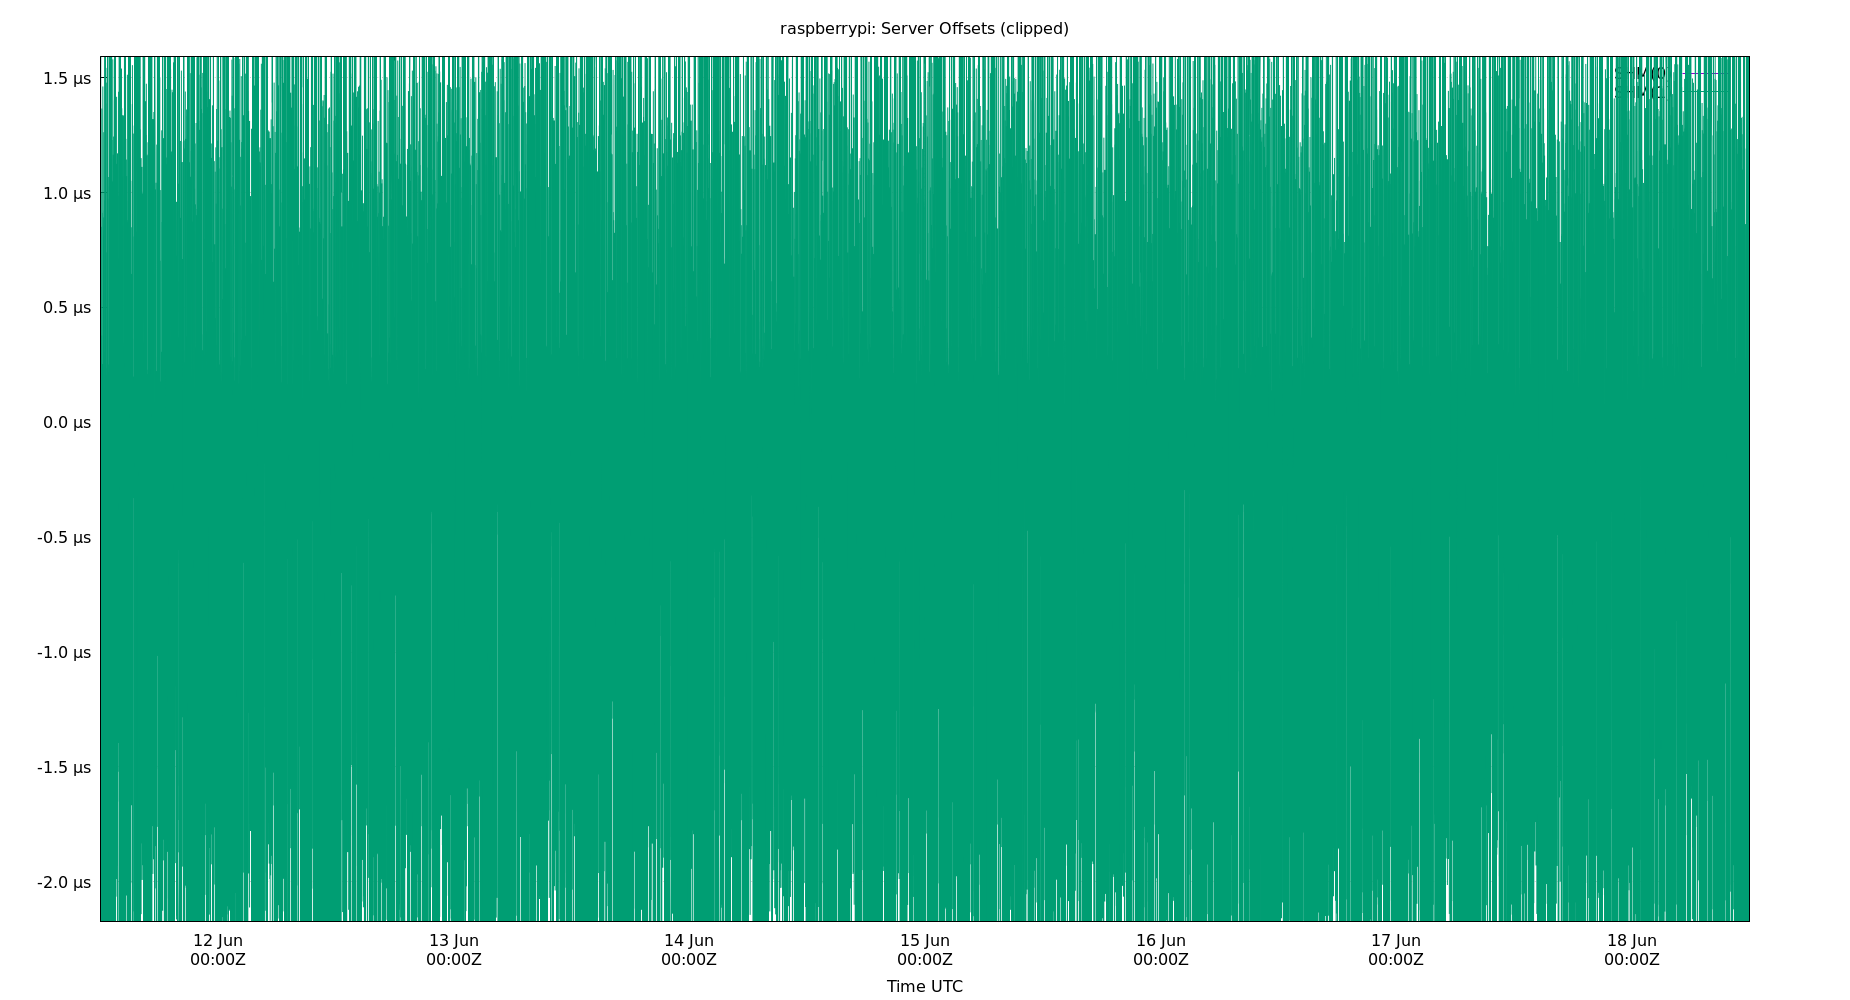 raspberrypi: Server Offsets (clipped)
1.5 µs
1.0 µs
0.5 µs
0.0 µs
-0.5 µs
-1.0 µs
-1.5 µs
-2.0 µs
12 Jun 13 Jun 14 Jun 15 Jun 16 Jun 17 Jun 18 Jun
00:00Z 00:00Z 00:00Z 00:00Z 00:00Z 00:00Z 00:00Z
Time UTC